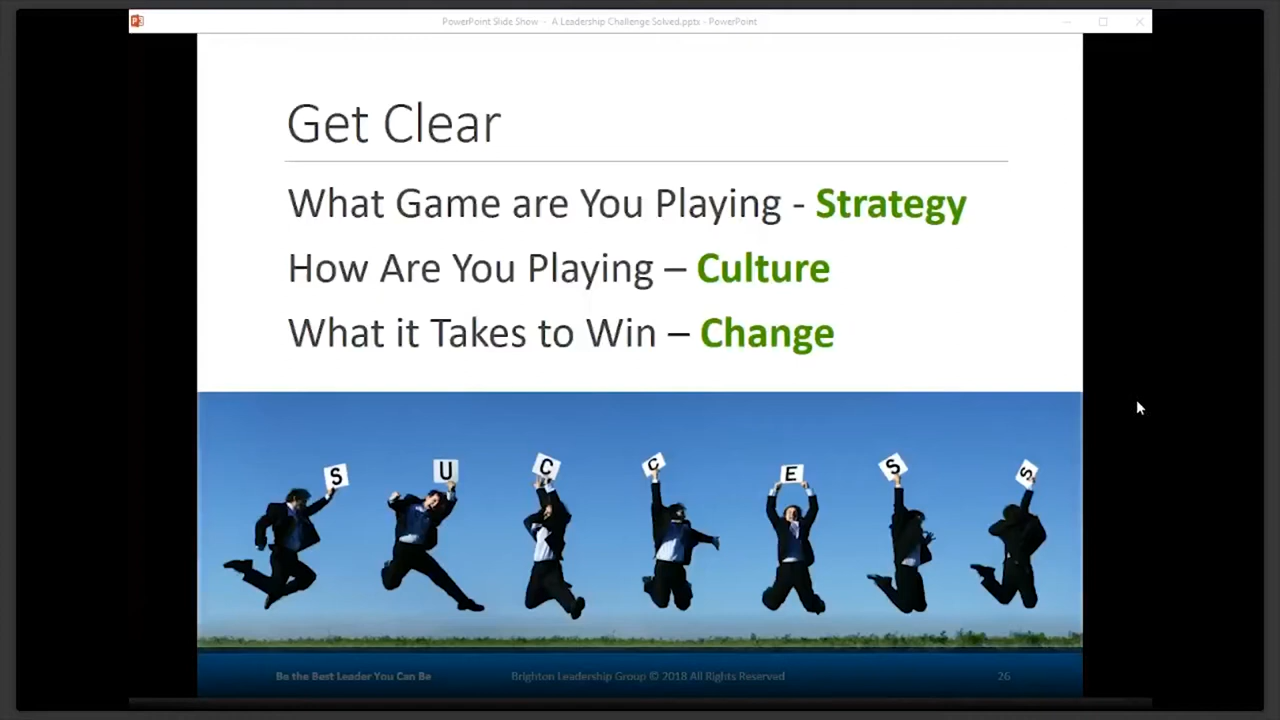 PowerPoint Slide Show - A Leadership Challenge Solved.pptx - PowerPoint
Get Clear
What Game are You Playing - Strategy
How Are You Playing – Culture
What it Takes to Win – Change
S U C C E S S
Be the Best Leader You Can Be
Brighton Leadership Group © 2018 All Rights Reserved
26